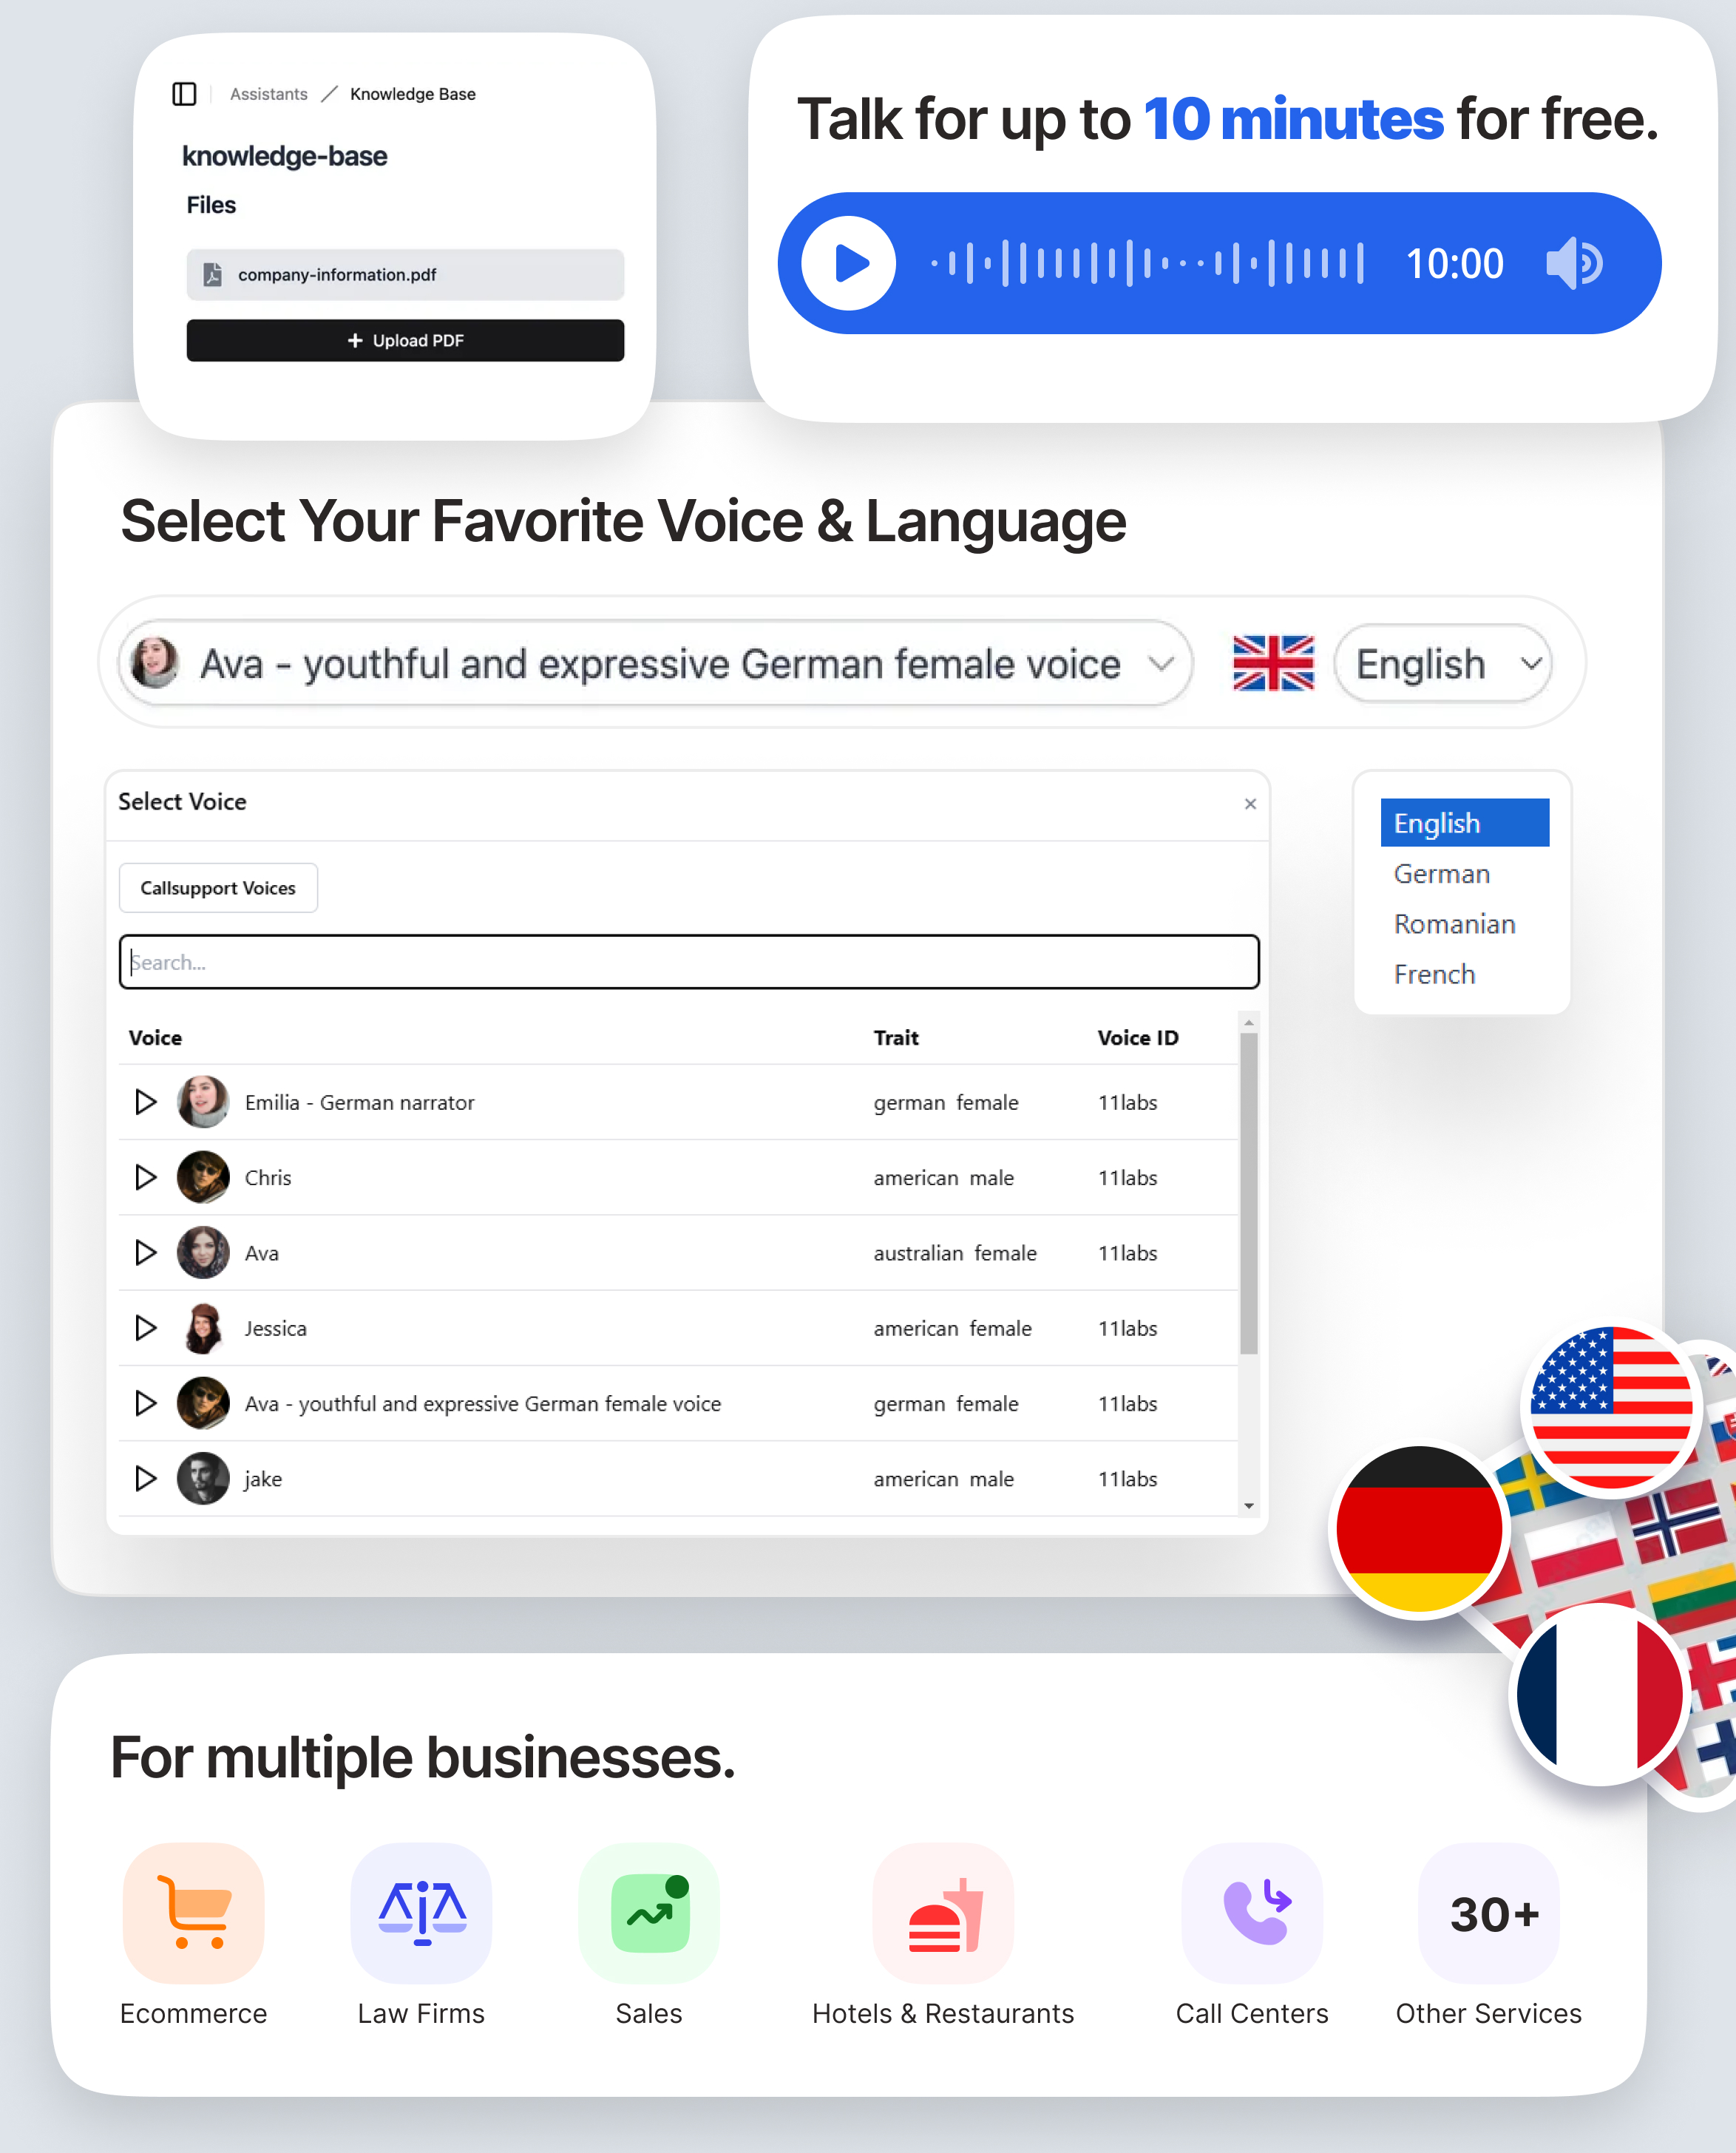 Assistants / Knowledge Base
knowledge-base
Files
company-information.pdf
+ Upload PDF
Talk for up to 10 minutes for free.
10:00
Select Your Favorite Voice & Language
Ava - youthful and expressive German female voice
English
Select Voice
×
Callsupport Voices
Search...
Voice Trait Voice ID
Emilia - German narrator german female 11labs
Chris american male 11labs
Ava australian female 11labs
Jessica american female 11labs
Ava - youthful and expressive German female voice german female 11labs
jake american male 11labs
English
German
Romanian
French
For multiple businesses.
30+
Ecommerce
Law Firms
Sales
Hotels & Restaurants
Call Centers
Other Services